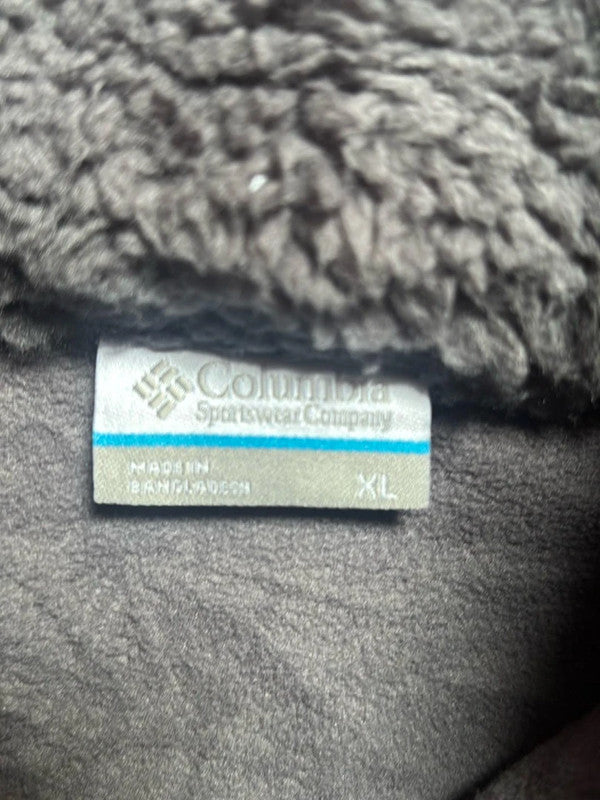 Columbia
Sportswear Company
MADE IN
BANGLADESH
XL